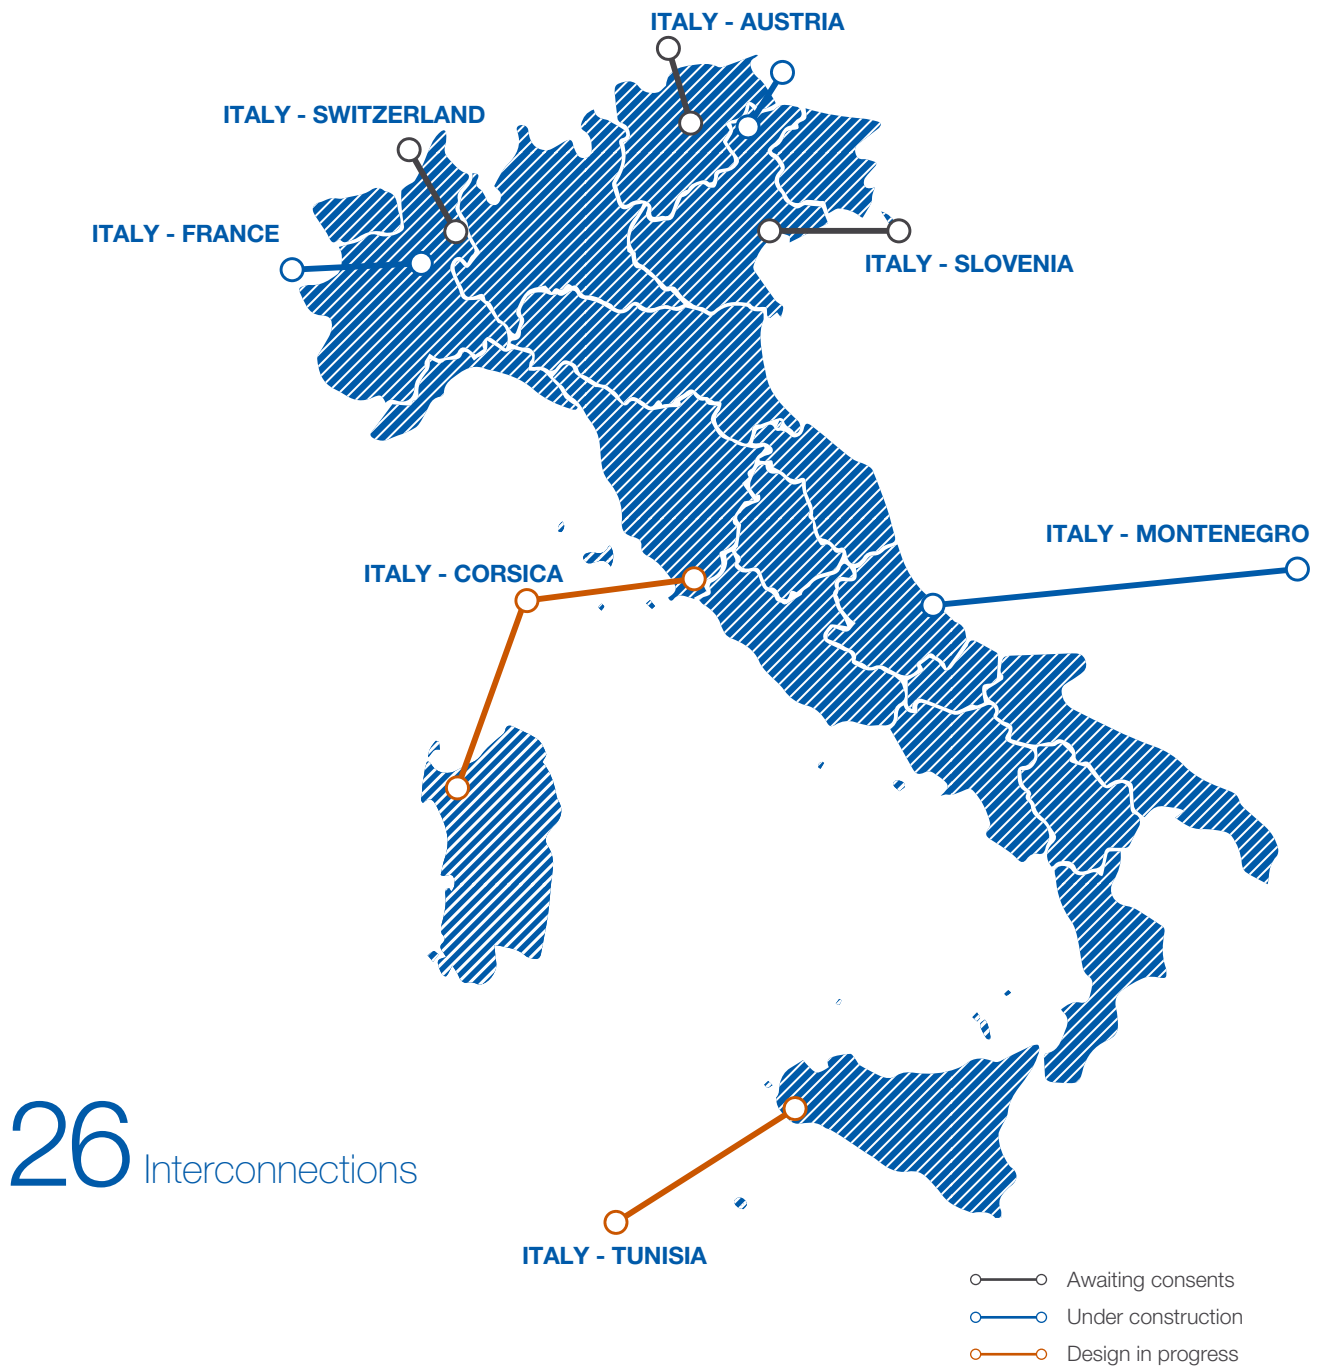 ITALY - AUSTRIA
ITALY - SWITZERLAND
ITALY - FRANCE
ITALY - SLOVENIA
ITALY - MONTENEGRO
ITALY - CORSICA
26 Interconnections
ITALY - TUNISIA
Awaiting consents
Under construction
Design in progress